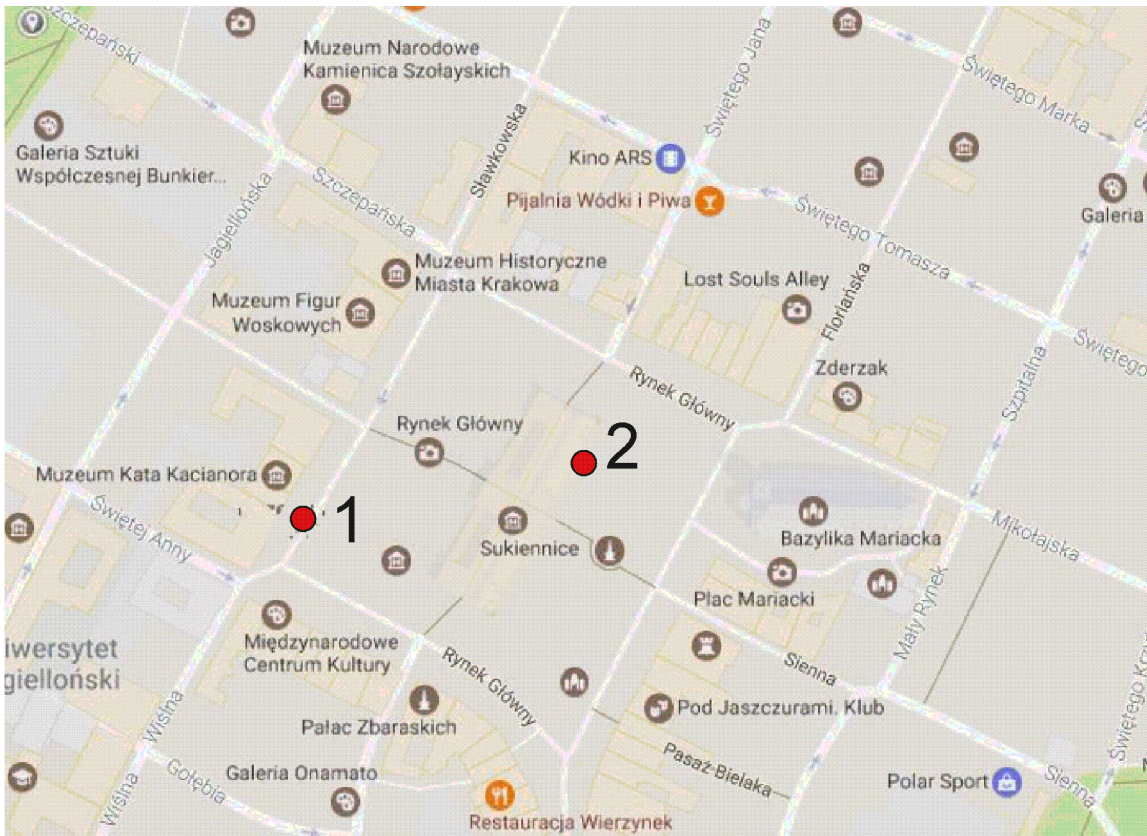 Szczepański
Muzeum Narodowe
Kamienica Szołayskich
Świętego Jana
Świętego Marka
Galeria Sztuki
Współczesnej Bunkier...
Sławkowska
Kino ARS
Pijalnia Wódki i Piwa
Galeria
Szczepańska
Jagiellońska
Świętego Tomasza
Muzeum Historyczne
Miasta Krakowa
Lost Souls Alley
Floriańska
Muzeum Figur
Woskowych
Świętego
Szpitalna
Rynek Główny
Zderzak
Rynek Główny
2
Muzeum Kata Kacianora
1
Świętej Anny
Sukiennice
Bazylika Mariacka
Mikołajska
Plac Mariacki
Mały Rynek
Międzynarodowe
Centrum Kultury
iwersytet
gielloński
Rynek Główny
Sienna
Wiślna
Pałac Zbaraskich
Pod Jaszczurami. Klub
Pasaż Bielaka
Świętego Krzy
Gołębia
Wiślna
Galeria Onamato
Polar Sport
Sienna
Restauracja Wierzynek